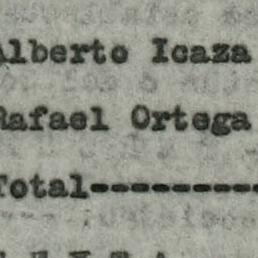 Alberto Icaza
Rafael Ortega
Total-------